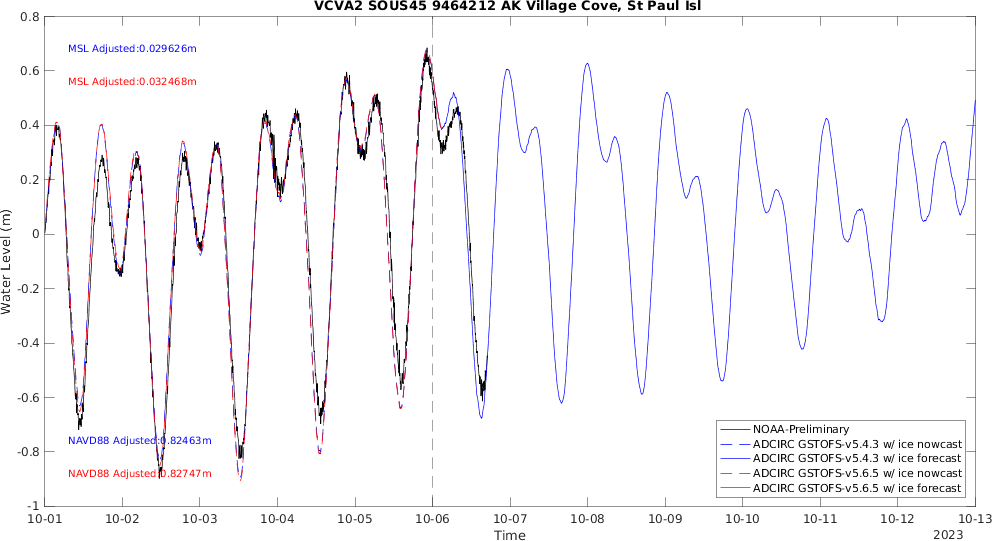 VCVA2 SOUS45 9464212 AK Village Cove, St Paul Isl
0.8
0.6
0.4
0.2
0
-0.2
-0.4
-0.6
-0.8
-1
Water Level (m)
MSL Adjusted:0.029626m
MSL Adjusted:0.032468m
NAVD88 Adjusted:0.82463m
NAVD88 Adjusted:0.82747m
NOAA-Preliminary
ADCIRC GSTOFS-v5.4.3 w/ ice nowcast
ADCIRC GSTOFS-v5.4.3 w/ ice forecast
ADCIRC GSTOFS-v5.6.5 w/ ice nowcast
ADCIRC GSTOFS-v5.6.5 w/ ice forecast
10-01 10-02 10-03 10-04 10-05 10-06 10-07 10-08 10-09 10-10 10-11 10-12 10-13
Time
2023